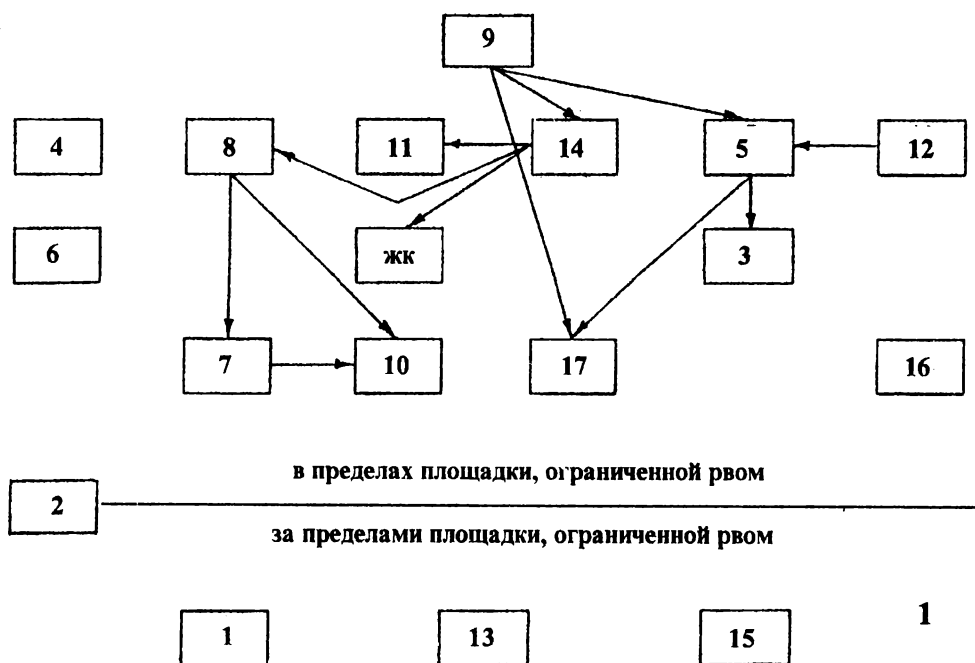 9
4 8 11 14 5 12
6 жк 3
7 10 17 16
в пределах площадки, ограниченной рвом
2
за пределами площадки, ограниченной рвом
1
1 13 15